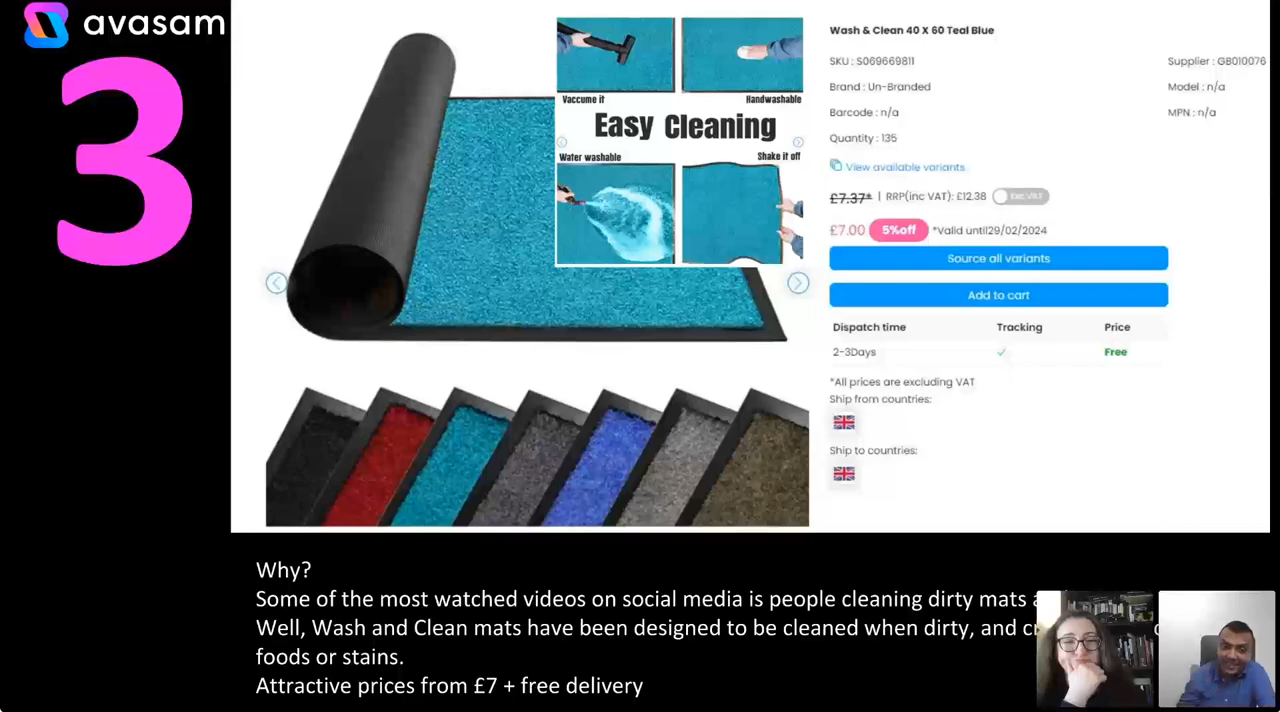 avasam
3
Vaccume it
Handwashable
Easy Cleaning
Water washable
Shake it off
Wash & Clean 40 X 60 Teal Blue
SKU : S069669811
Supplier : GB010076
Brand : Un-Branded
Model : n/a
Barcode : n/a
MPN : n/a
Quantity : 135
View available variants
£7.37* | RRP(inc VAT): £12.38 Exc.VAT
£7.00 5%off *Valid until29/02/2024
Source all variants
Add to cart
Dispatch time Tracking Price
2-3Days Free
*All prices are excluding VAT
Ship from countries:
Ship to countries:
Why?
Some of the most watched videos on social media is people cleaning dirty mats
Well, Wash and Clean mats have been designed to be cleaned when dirty, and
foods or stains.
Attractive prices from £7 + free delivery